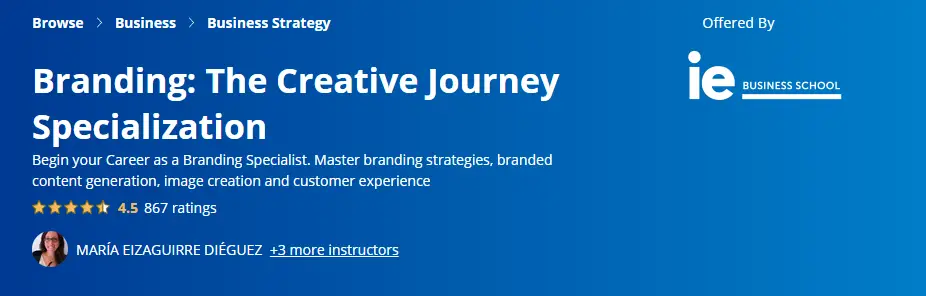 Browse > Business > Business Strategy
Offered By
ie BUSINESS SCHOOL
Branding: The Creative Journey
Specialization
Begin your Career as a Branding Specialist. Master branding strategies, branded
content generation, image creation and customer experience
4.5 867 ratings
MARÍA EIZAGUIRRE DIÉGUEZ +3 more instructors